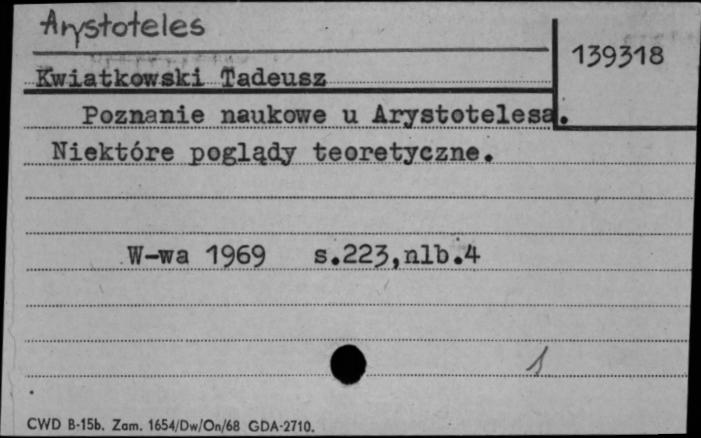 Arystoteles
139318
Kwiatkowski Tadeusz
Poznanie naukowe u Arystotelesa.
Niektóre poglądy teoretyczne.
W-wa 1969 s.223,nlb.4
1
CWD B-15b. Zam. 1654/Dw/On/68 GDA-2710.